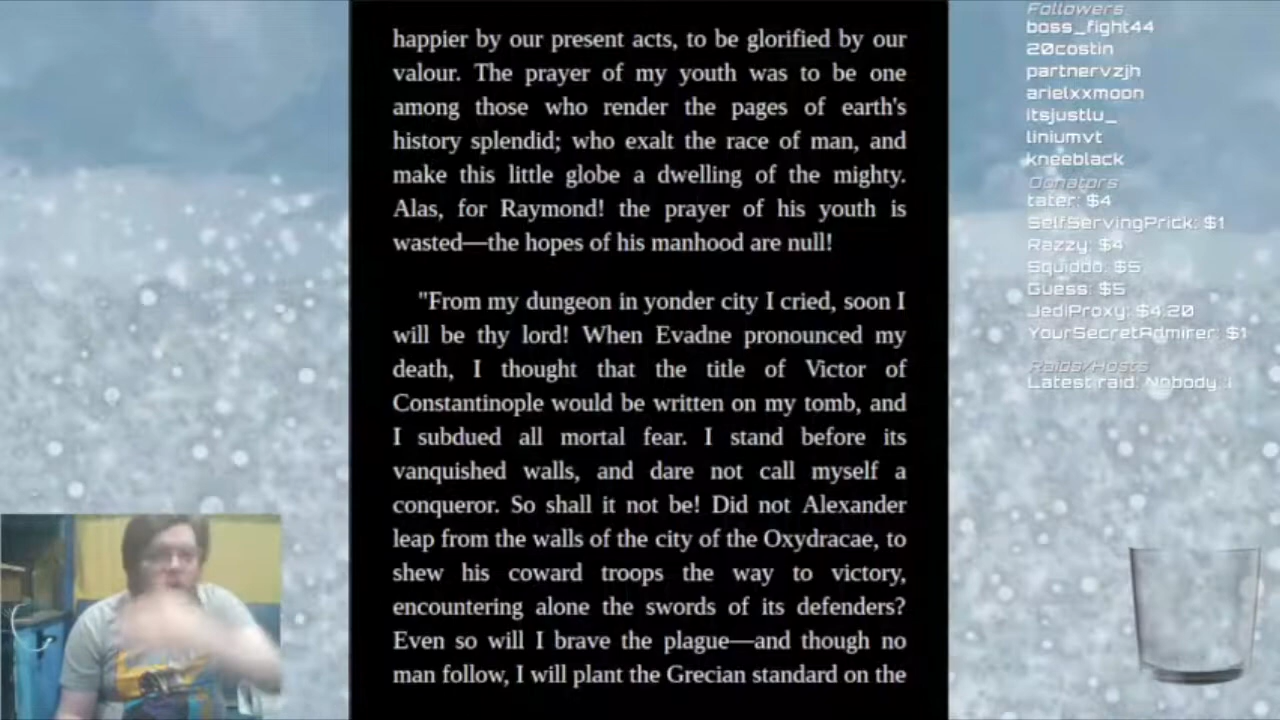 happier by our present acts, to be glorified by our
valour. The prayer of my youth was to be one
among those who render the pages of earth's
history splendid; who exalt the race of man, and
make this little globe a dwelling of the mighty.
Alas, for Raymond! the prayer of his youth is
wasted—the hopes of his manhood are null!
"From my dungeon in yonder city I cried, soon I
will be thy lord! When Evadne pronounced my
death, I thought that the title of Victor of
Constantinople would be written on my tomb, and
I subdued all mortal fear. I stand before its
vanquished walls, and dare not call myself a
conqueror. So shall it not be! Did not Alexander
leap from the walls of the city of the Oxydracae, to
shew his coward troops the way to victory,
encountering alone the swords of its defenders?
Even so will I brave the plague—and though no
man follow, I will plant the Grecian standard on the
Followers
boss_fight44
20costin
partnervzjh
arielxxmoon
itsjustlu_
liniumvt
kneeblack
Donators
tater: $4
SelfServingPrick: $1
Razzy: $4
Squiddo: $5
Guess: $5
JediProxy: $4.20
YourSecretAdmirer: $1
Raids/Hosts
Latest raid: Nobody :(